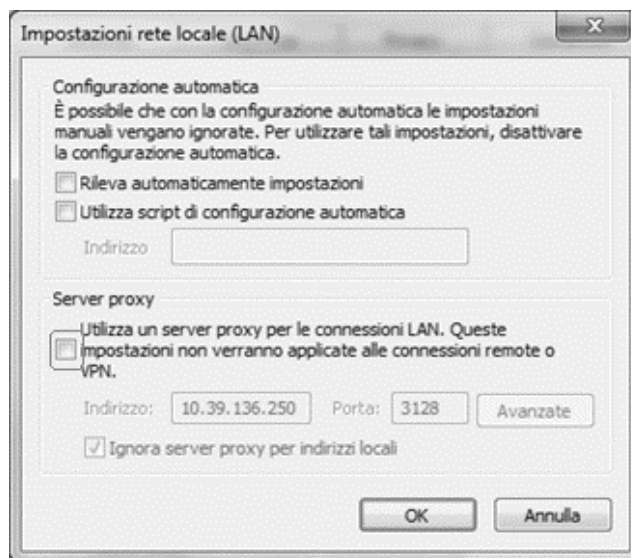 Impostazioni rete locale (LAN)
Configurazione automatica
È possibile che con la configurazione automatica le impostazioni
manuali vengano ignorate. Per utilizzare tali impostazioni, disattivare
la configurazione automatica.
Rileva automaticamente impostazioni
Utilizza script di configurazione automatica
Indirizzo
Server proxy
Utilizza un server proxy per le connessioni LAN. Queste
impostazioni non verranno applicate alle connessioni remote o
VPN.
Indirizzo: 10.39.136.250 Porta: 3128 Avanzate
Ignora server proxy per indirizzi locali
OK Annulla